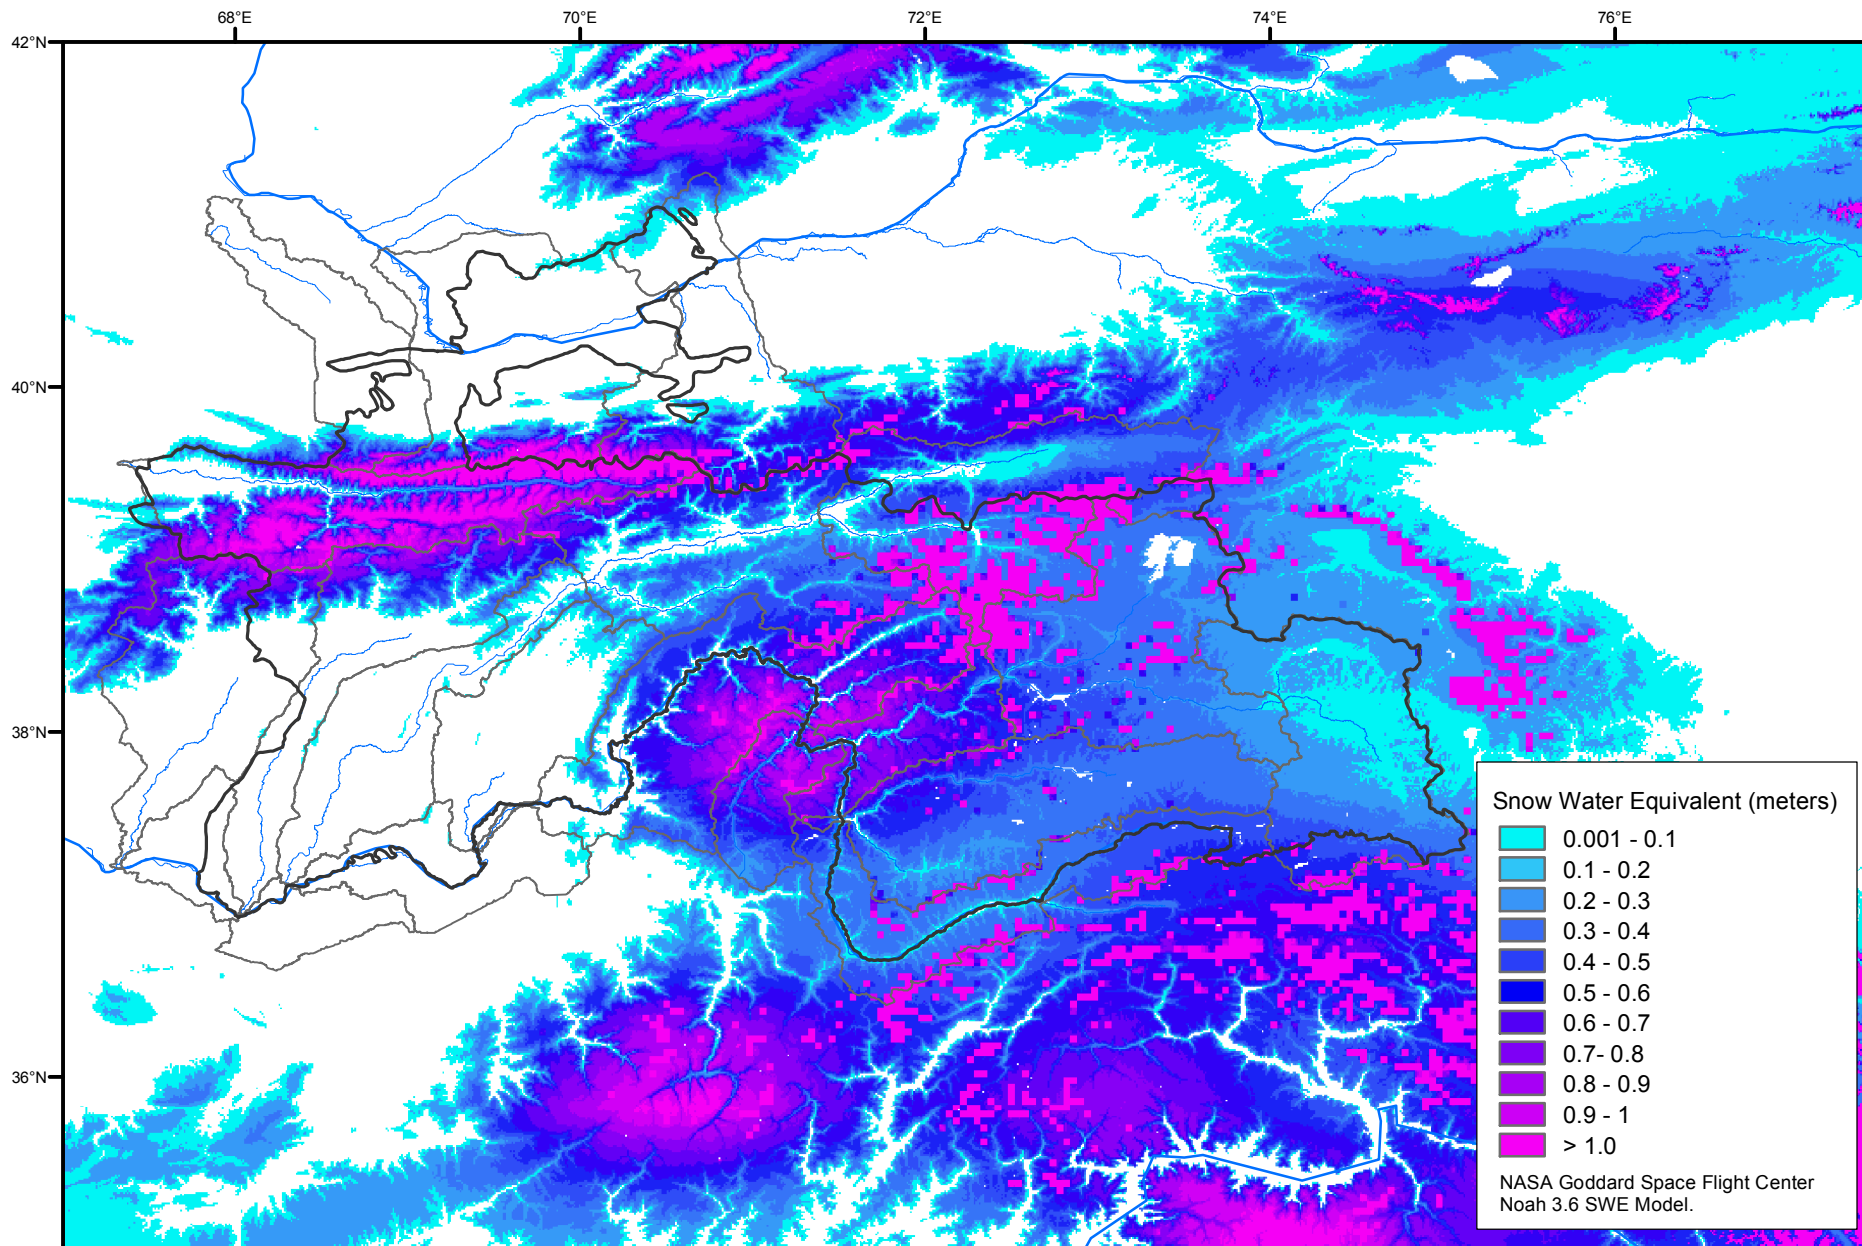 68°E
70°E
72°E
74°E
76°E
42°N
40°N
38°N
36°N
Snow Water Equivalent (meters)
0.001 - 0.1
0.1 - 0.2
0.2 - 0.3
0.3 - 0.4
0.4 - 0.5
0.5 - 0.6
0.6 - 0.7
0.7- 0.8
0.8 - 0.9
0.9 - 1
> 1.0
NASA Goddard Space Flight Center
Noah 3.6 SWE Model.